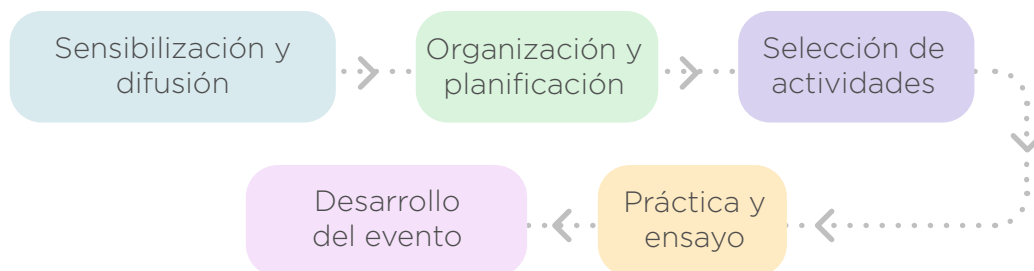 Sensibilización y
difusión
Organización y
planificación
Selección de
actividades
Práctica y
ensayo
Desarrollo
del evento